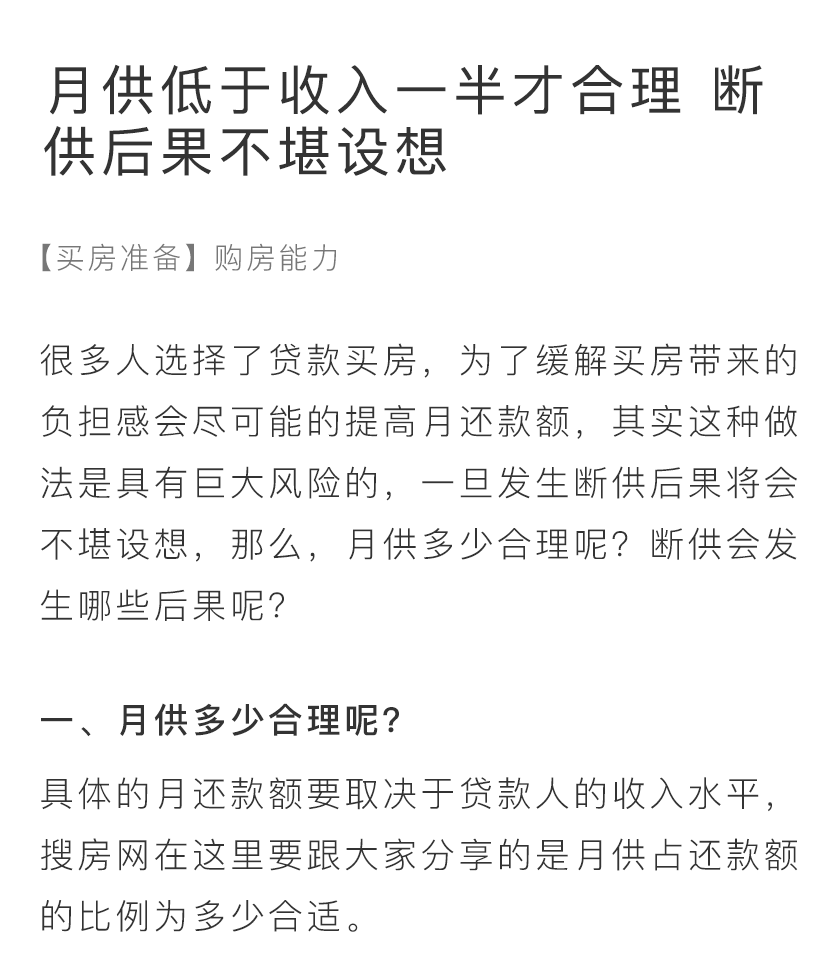 月供低于收入一半才合理 断
供后果不堪设想
【买房准备】购房能力
很多人选择了贷款买房，为了缓解买房带来的
负担感会尽可能的提高月还款额，其实这种做
法是具有巨大风险的，一旦发生断供后果将会
不堪设想，那么，月供多少合理呢？断供会发
生哪些后果呢？
一、月供多少合理呢？
具体的月还款额要取决于贷款人的收入水平，
搜房网在这里要跟大家分享的是月供占还款额
的比例为多少合适。